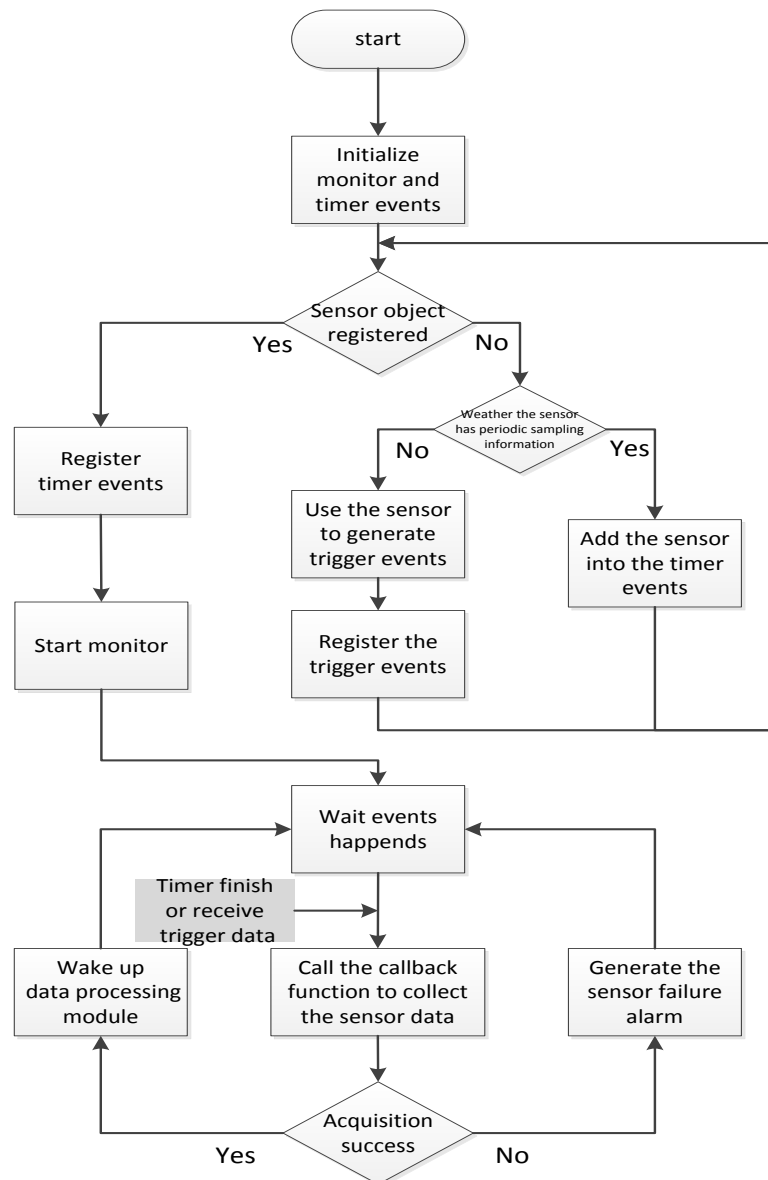 start
Initialize
monitor and
timer events
Sensor object
registered
Yes
No
Weather the sensor
has periodic sampling
information
No
Yes
Register
timer events
Use the sensor
to generate
trigger events
Add the sensor
into the timer
events
Start monitor
Register the
trigger events
Wait events
happends
Timer finish
or receive
trigger data
Wake up
data processing
module
Call the callback
function to collect
the sensor data
Generate the
sensor failure
alarm
Acquisition
success
Yes
No